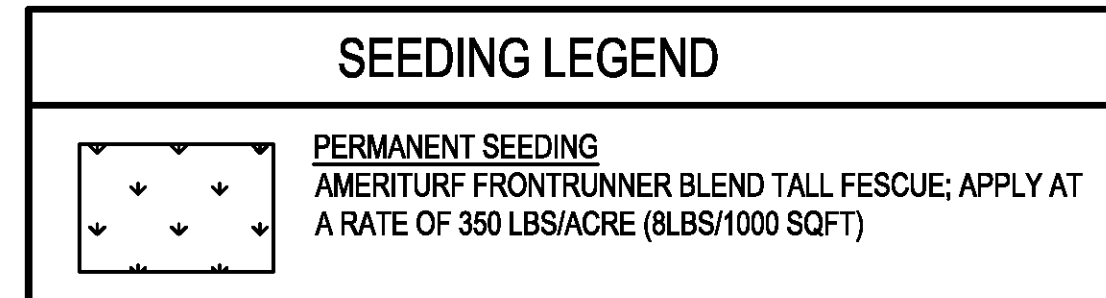 SEEDING LEGEND
PERMANENT SEEDING
AMERITURF FRONTRUNNER BLEND TALL FESCUE; APPLY AT
A RATE OF 350 LBS/ACRE (8LBS/1000 SQFT)